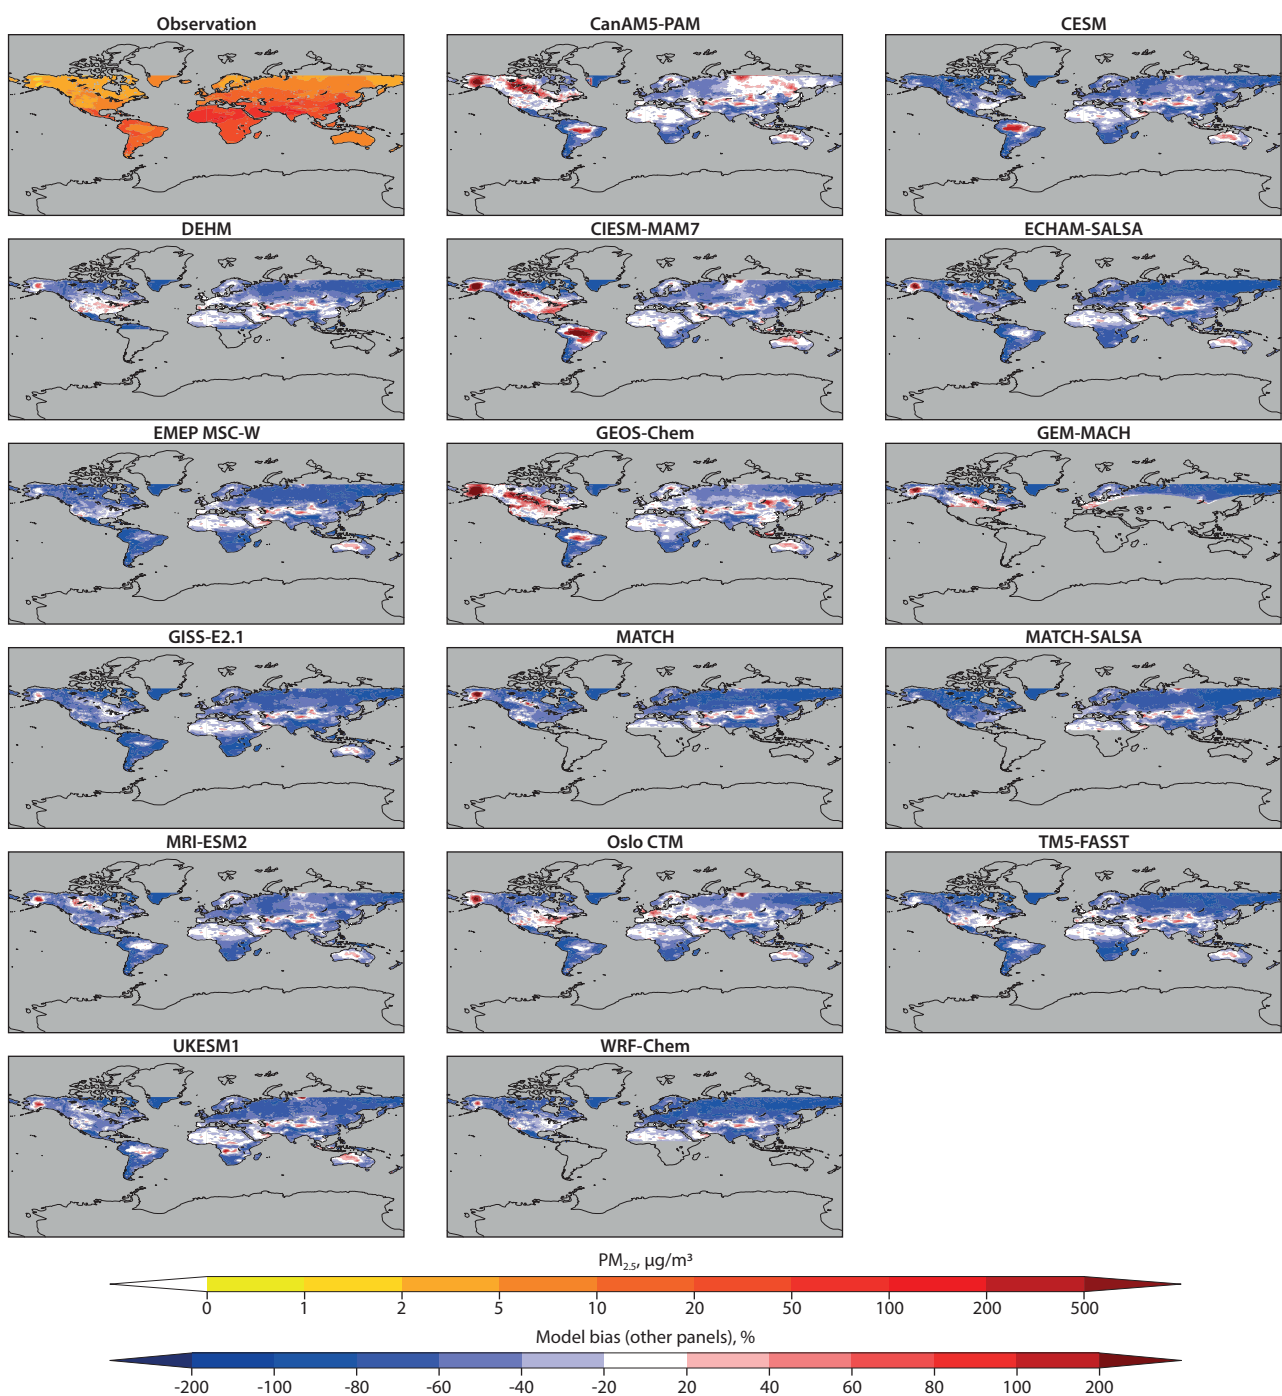 Observation
CanAM5-PAM
CESM
DEHM
CIESM-MAM7
ECHAM-SALSA
EMEP MSC-W
GEOS-Chem
GEM-MACH
GISS-E2.1
MATCH
MATCH-SALSA
MRI-ESM2
Oslo CTM
TM5-FASST
UKESM1
WRF-Chem
PM₂.₅, µg/m³
0 1 2 5 10 20 50 100 200 500
Model bias (other panels), %
-200 -100 -80 -60 -40 -20 20 40 60 80 100 200